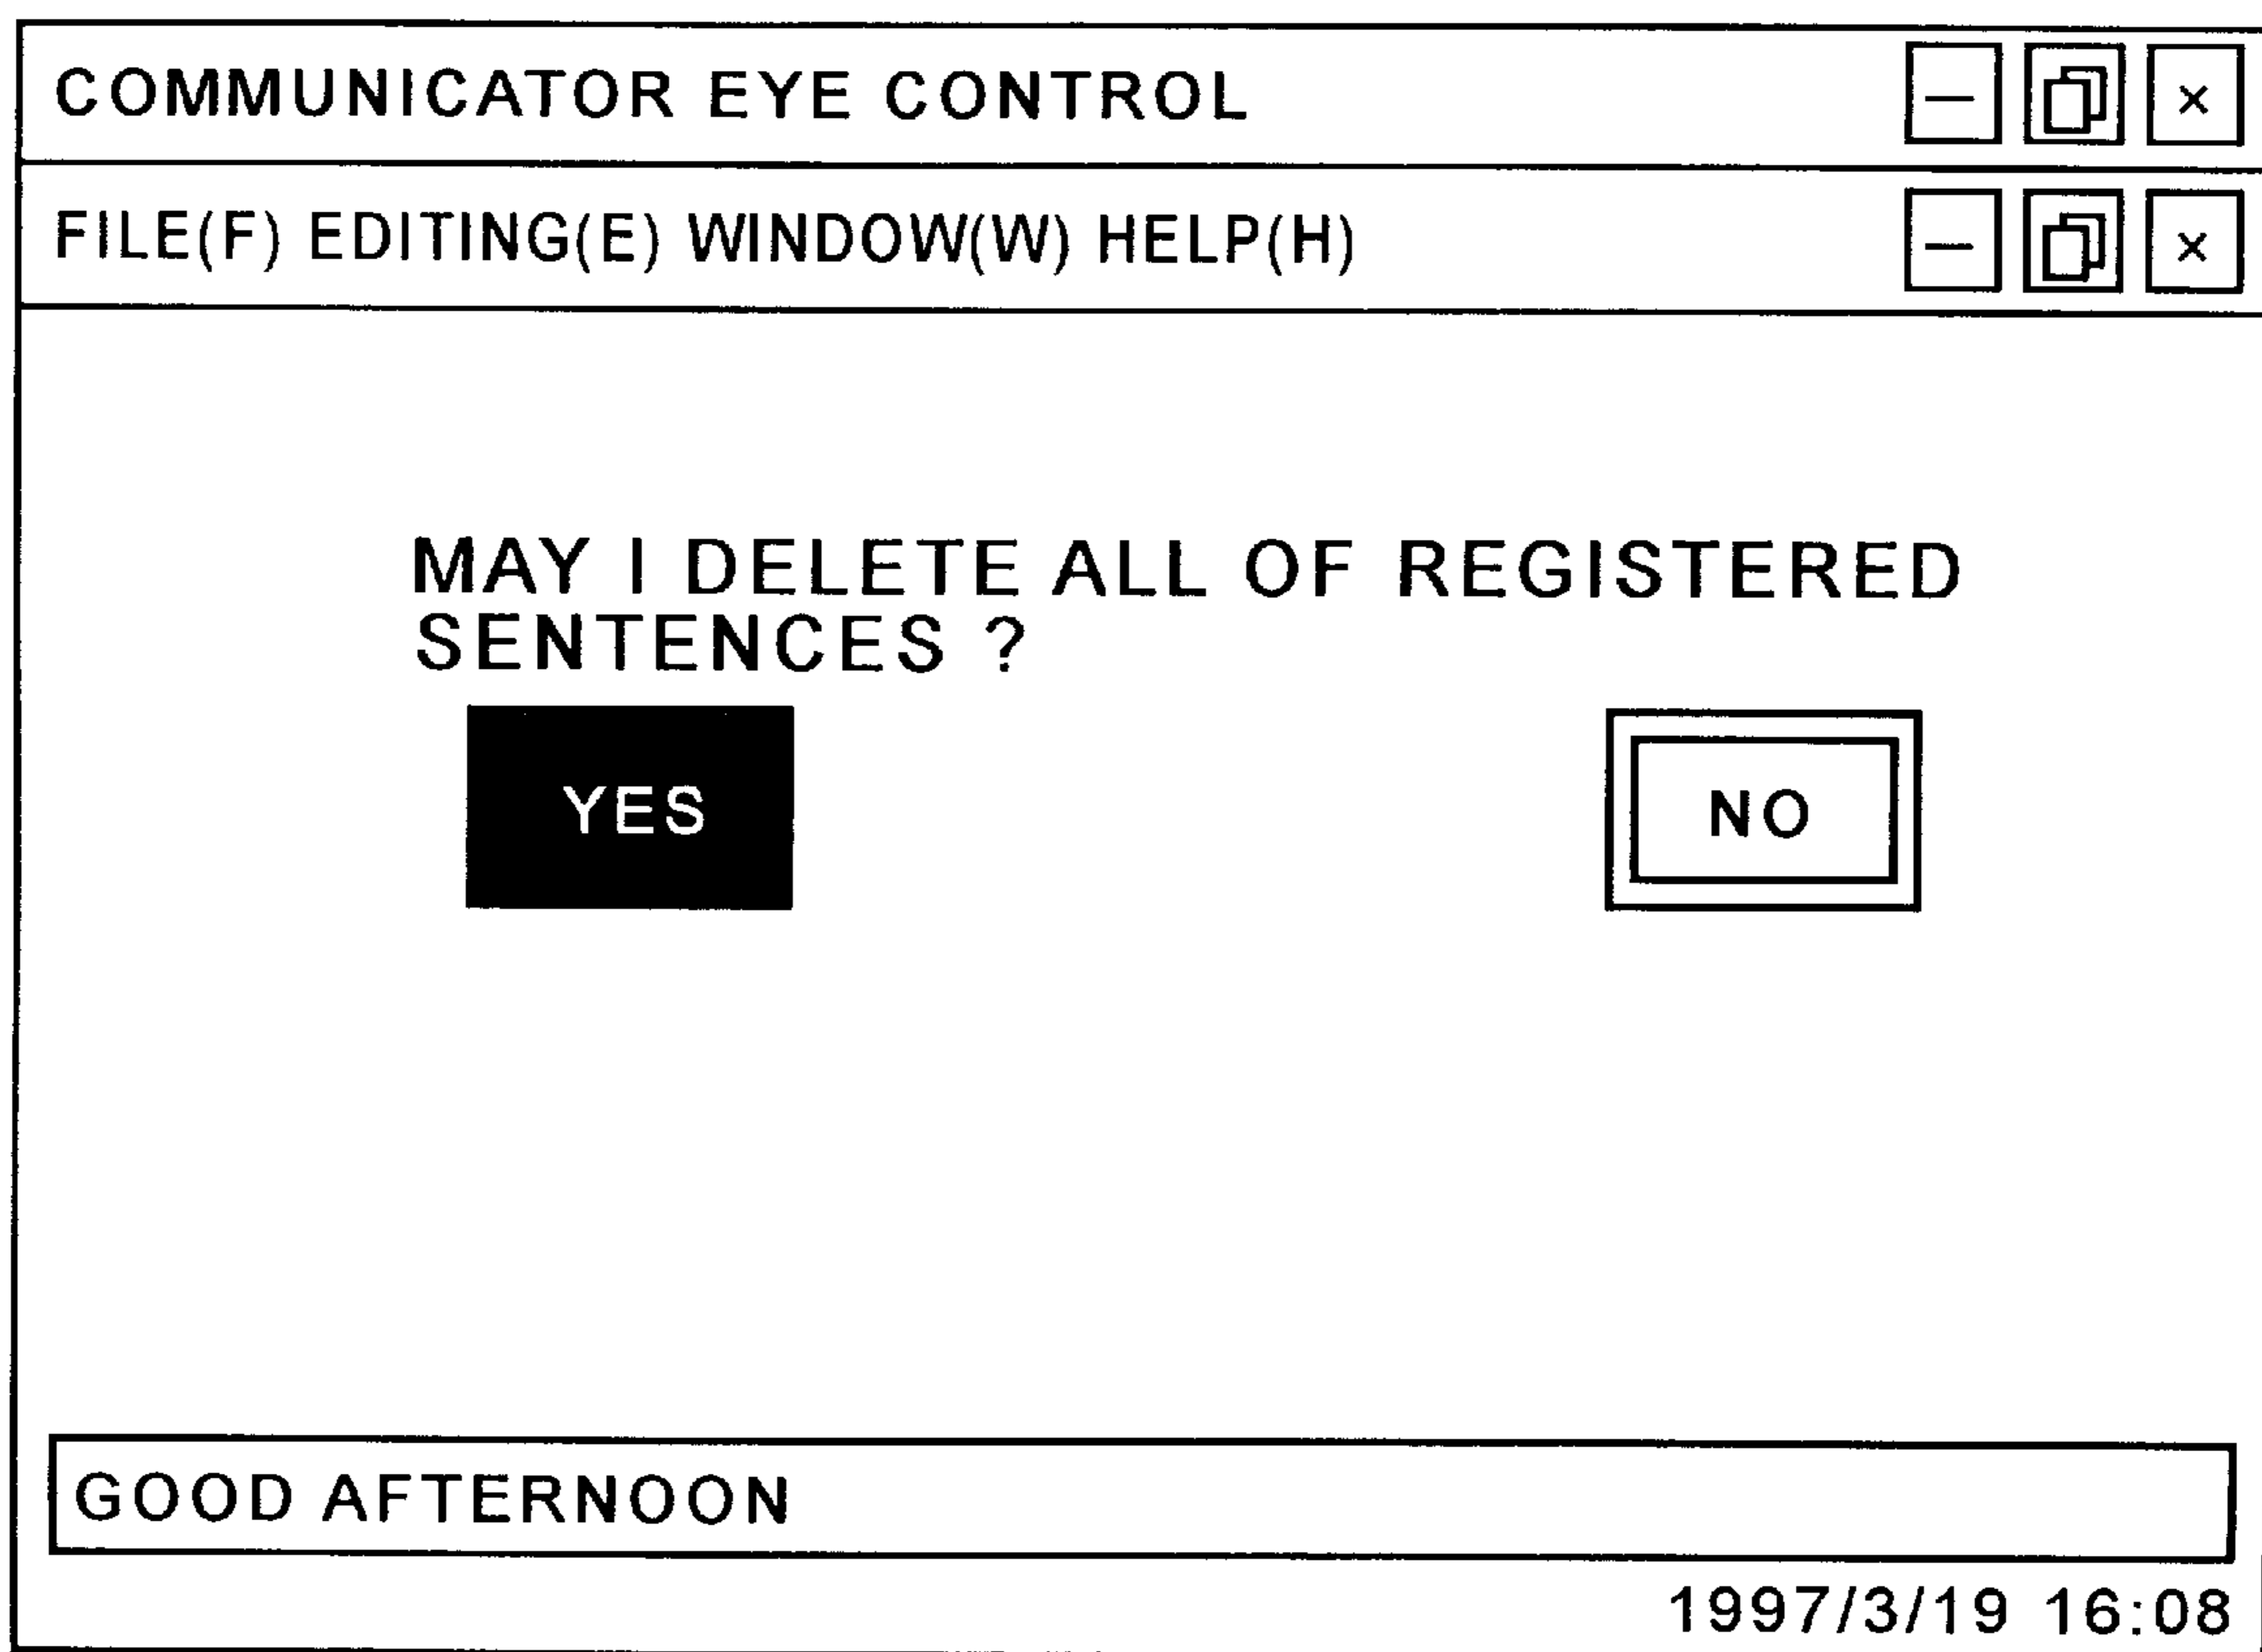 COMMUNICATOR EYE CONTROL
FILE(F) EDITING(E) WINDOW(W) HELP(H)
MAY I DELETE ALL OF REGISTERED
SENTENCES ?
YES
NO
GOOD AFTERNOON
1997/3/19 16:08